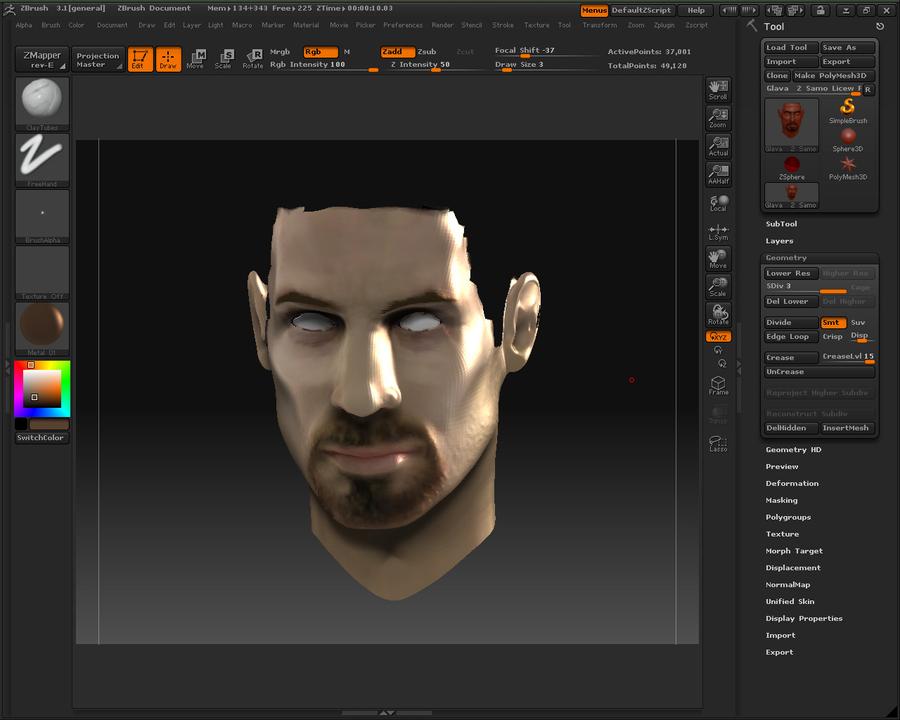 ZBrush 3.1[general] ZBrush Document Mem▸134+343 Free▸225 ZTime▸00:00:10.03 Menus DefaultZScript Help
Alpha Brush Color Document Draw Edit Layer Light Macro Marker Material Movie Picker Preferences Render Stencil Stroke Texture Tool Transform Zoom Zplugin Zscript
Tool
ZMapper
rev-E
Projection
Master
Edit
Draw
Move
Scale
Rotate
Mrgb Rgb M
Rgb Intensity 100
Zadd Zsub Zcut
Z Intensity 50
Focal Shift -37
Draw Size 3
ActivePoints: 37,001
TotalPoints: 49,120
ClayTubes
FreeHand
BrushAlpha
Texture Off
Metal 01
SwitchColor
Scroll
Zoom
Actual
AAHalf
Local
L.Sym
Move
Scale
Rotate
XYZ
Frame
Lasso
Load Tool Save As
Import Export
Clone Make PolyMesh3D
Glava 2 Samo Licew R
SimpleBrush
Glava 2 Samo Sphere3D
ZSphere PolyMesh3D
Glava 2 Samo
SubTool
Layers
Geometry
Lower Res Higher Res
SDiv 3 Cage
Del Lower Del Higher
Divide Smt Suv
Edge Loop Crisp Disp
Crease CreaseLvl 15
UnCrease
Reproject Higher Subdiv
Reconstruct Subdiv
DelHidden InsertMesh
Geometry HD
Preview
Deformation
Masking
Polygroups
Texture
Morph Target
Displacement
NormalMap
Unified Skin
Display Properties
Import
Export